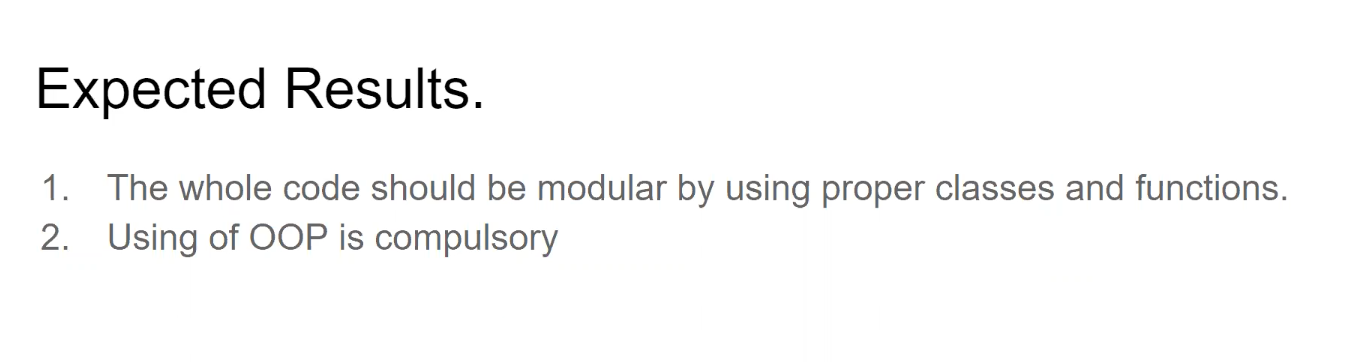 Expected Results.
1. The whole code should be modular by using proper classes and functions.
2. Using of OOP is compulsory